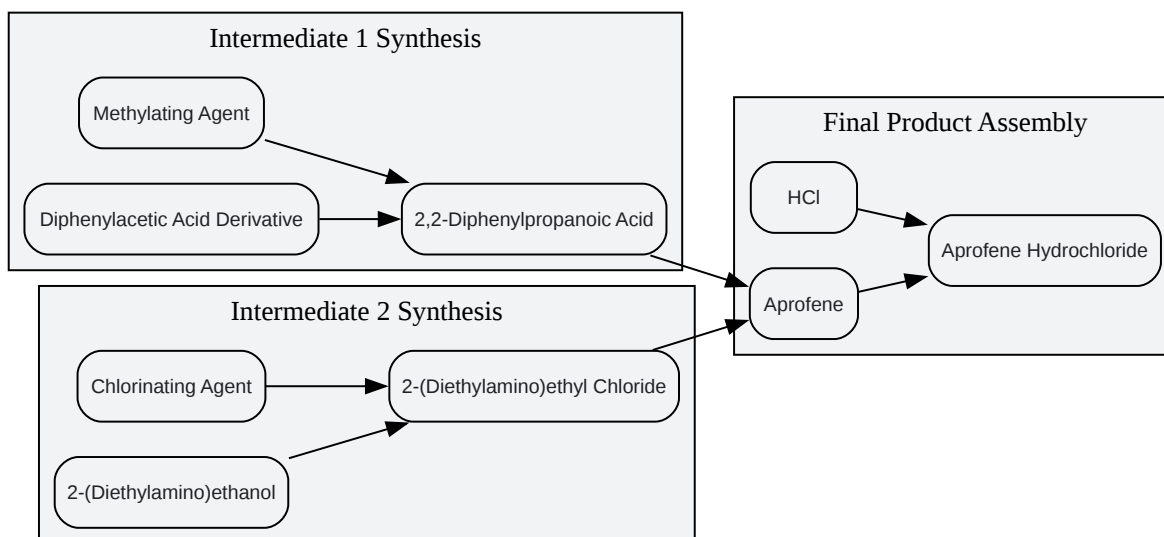 Intermediate 1 Synthesis
Methylating Agent
Diphenylacetic Acid Derivative
2,2-Diphenylpropanoic Acid
Intermediate 2 Synthesis
Chlorinating Agent
2-(Diethylamino)ethyl Chloride
2-(Diethylamino)ethanol
Final Product Assembly
HCl
Aprofene Hydrochloride
Aprofene